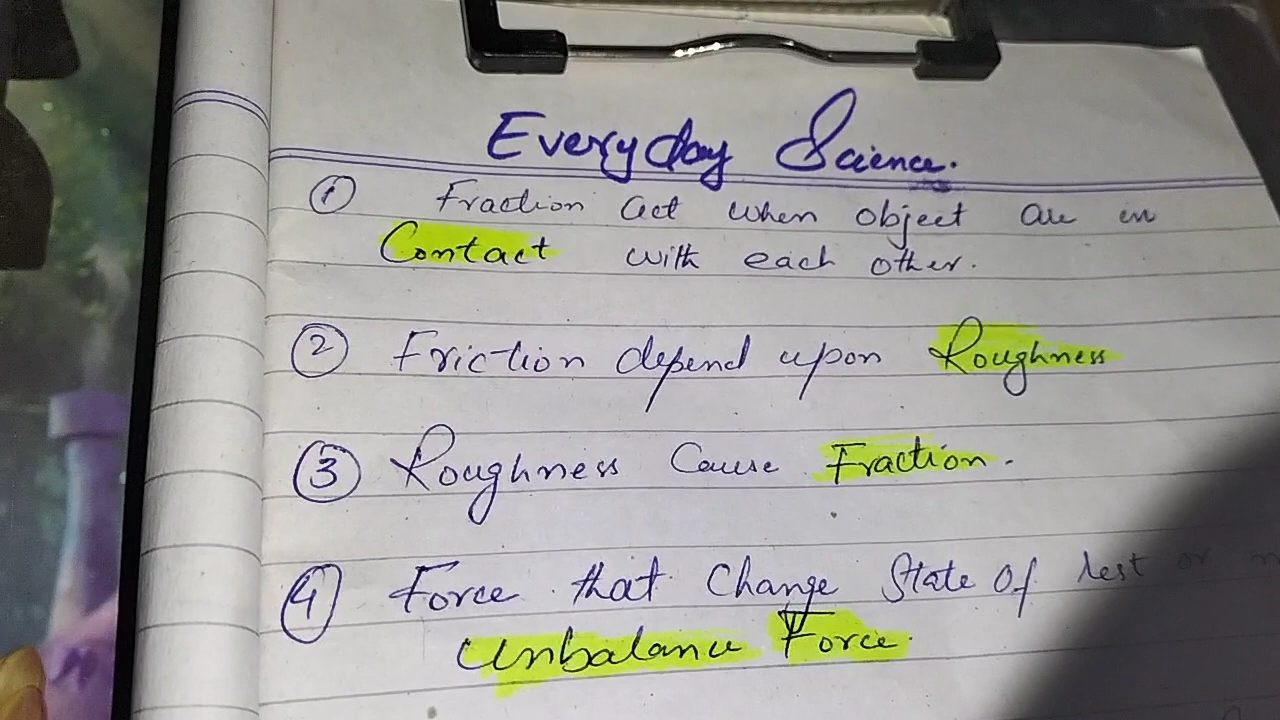 Everyday Science.
① Fraction act when object are in
Contact with each other.
② Friction depend upon Roughness
③ Roughness Cause Fraction.
④ Force that Change State Of rest or
Unbalance Force.